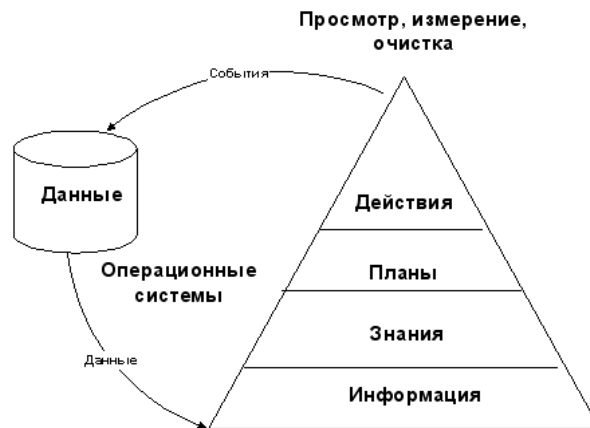 Просмотр, измерение,
очистка
События
Данные
Действия
Операционные
системы
Планы
Знания
Данные
Информация